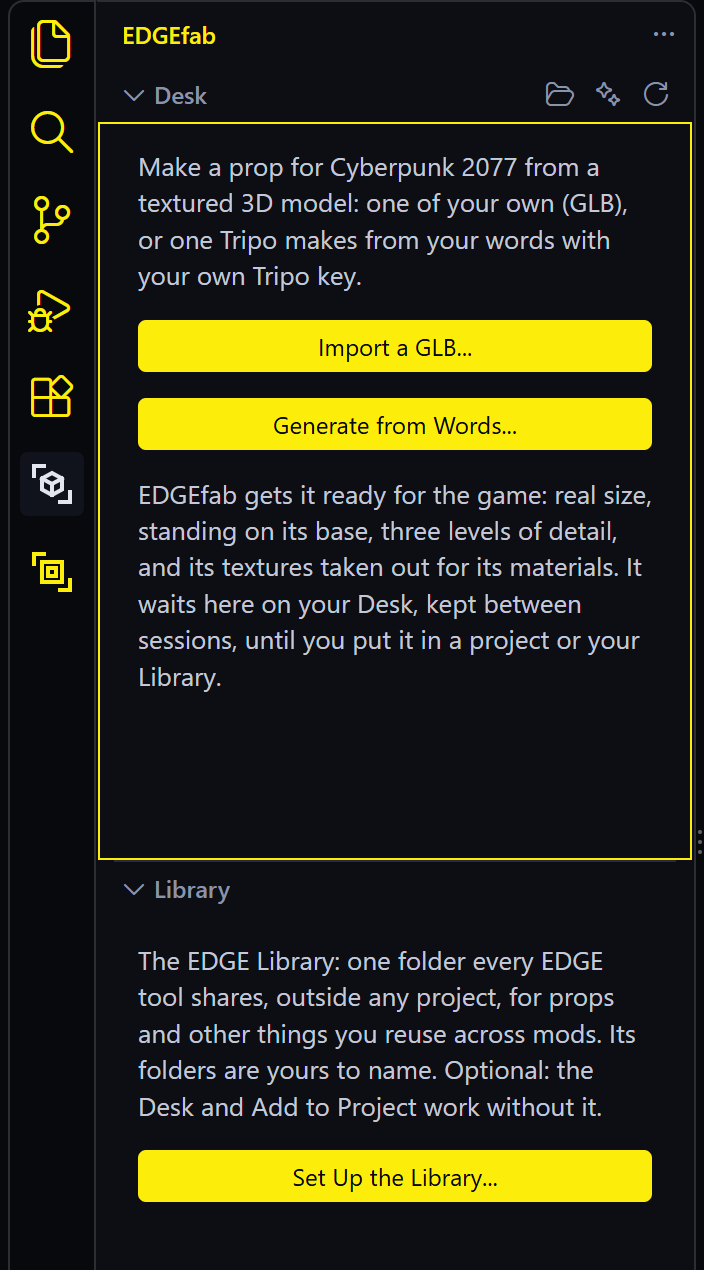 EDGEfab
Desk
Make a prop for Cyberpunk 2077 from a
textured 3D model: one of your own (GLB),
or one Tripo makes from your words with
your own Tripo key.
Import a GLB...
Generate from Words...
EDGEfab gets it ready for the game: real size,
standing on its base, three levels of detail,
and its textures taken out for its materials. It
waits here on your Desk, kept between
sessions, until you put it in a project or your
Library.
Library
The EDGE Library: one folder every EDGE
tool shares, outside any project, for props
and other things you reuse across mods. Its
folders are yours to name. Optional: the
Desk and Add to Project work without it.
Set Up the Library...